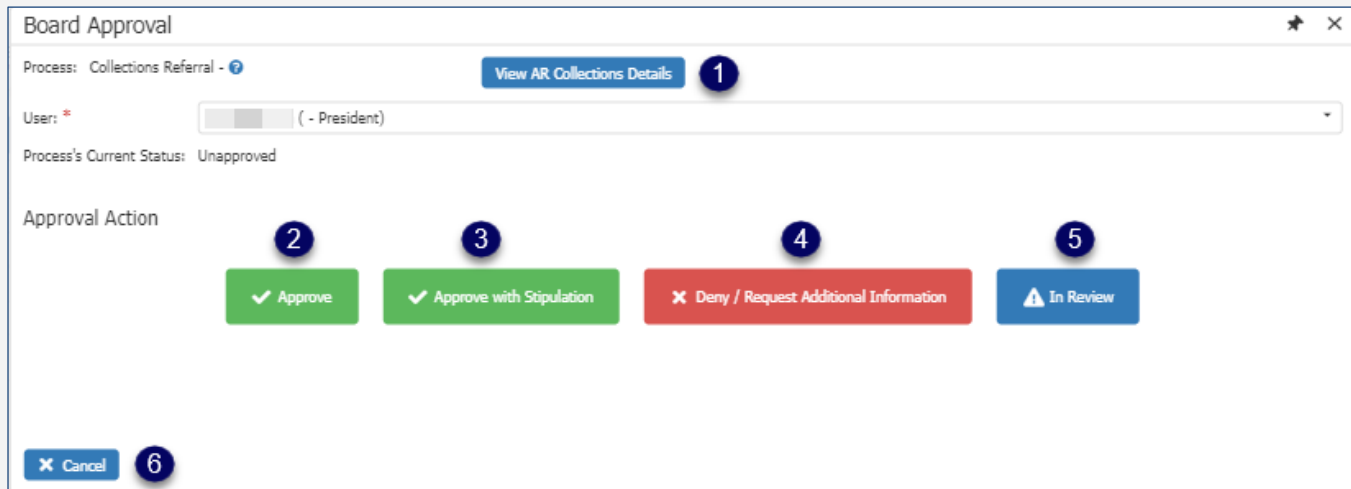 Board Approval
Process: Collections Referral - ?
View AR Collections Details 1
User: * ( - President)
Process's Current Status: Unapproved
Approval Action
2 3 4 5
Approve Approve with Stipulation Deny / Request Additional Information In Review
Cancel 6